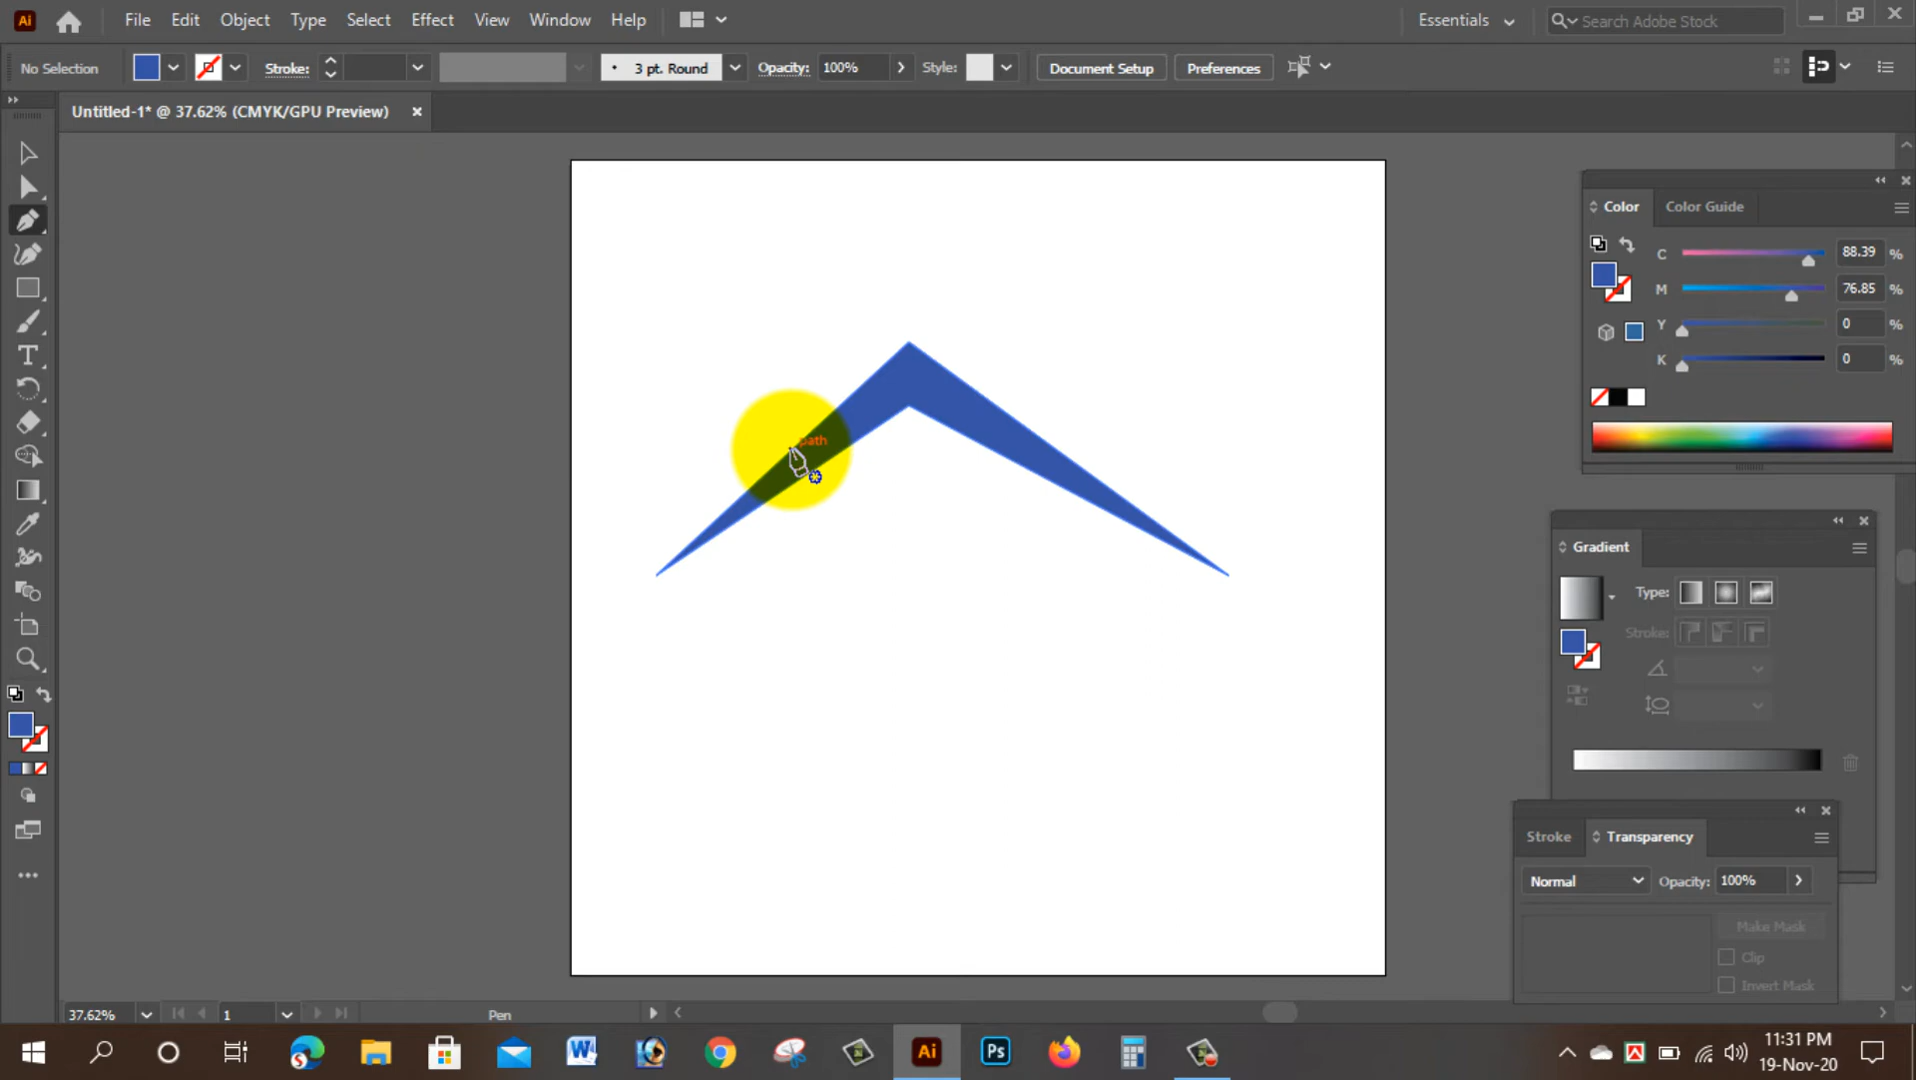 Ai File Edit Object Type Select Effect View Window Help Essentials Search Adobe Stock
No Selection Stroke: 3 pt. Round Opacity: 100% Style: Document Setup Preferences
Untitled-1* @ 37.62% (CMYK/GPU Preview)
Color Color Guide
C 88.39 %
M 76.85 %
Y 0 %
K 0 %
path
Gradient
Type:
Stroke:
Stroke Transparency
Normal Opacity: 100%
Make Mask
Clip
Invert Mask
37.62% 1 Pen
Ai Ps 11:31 PM
19-Nov-20